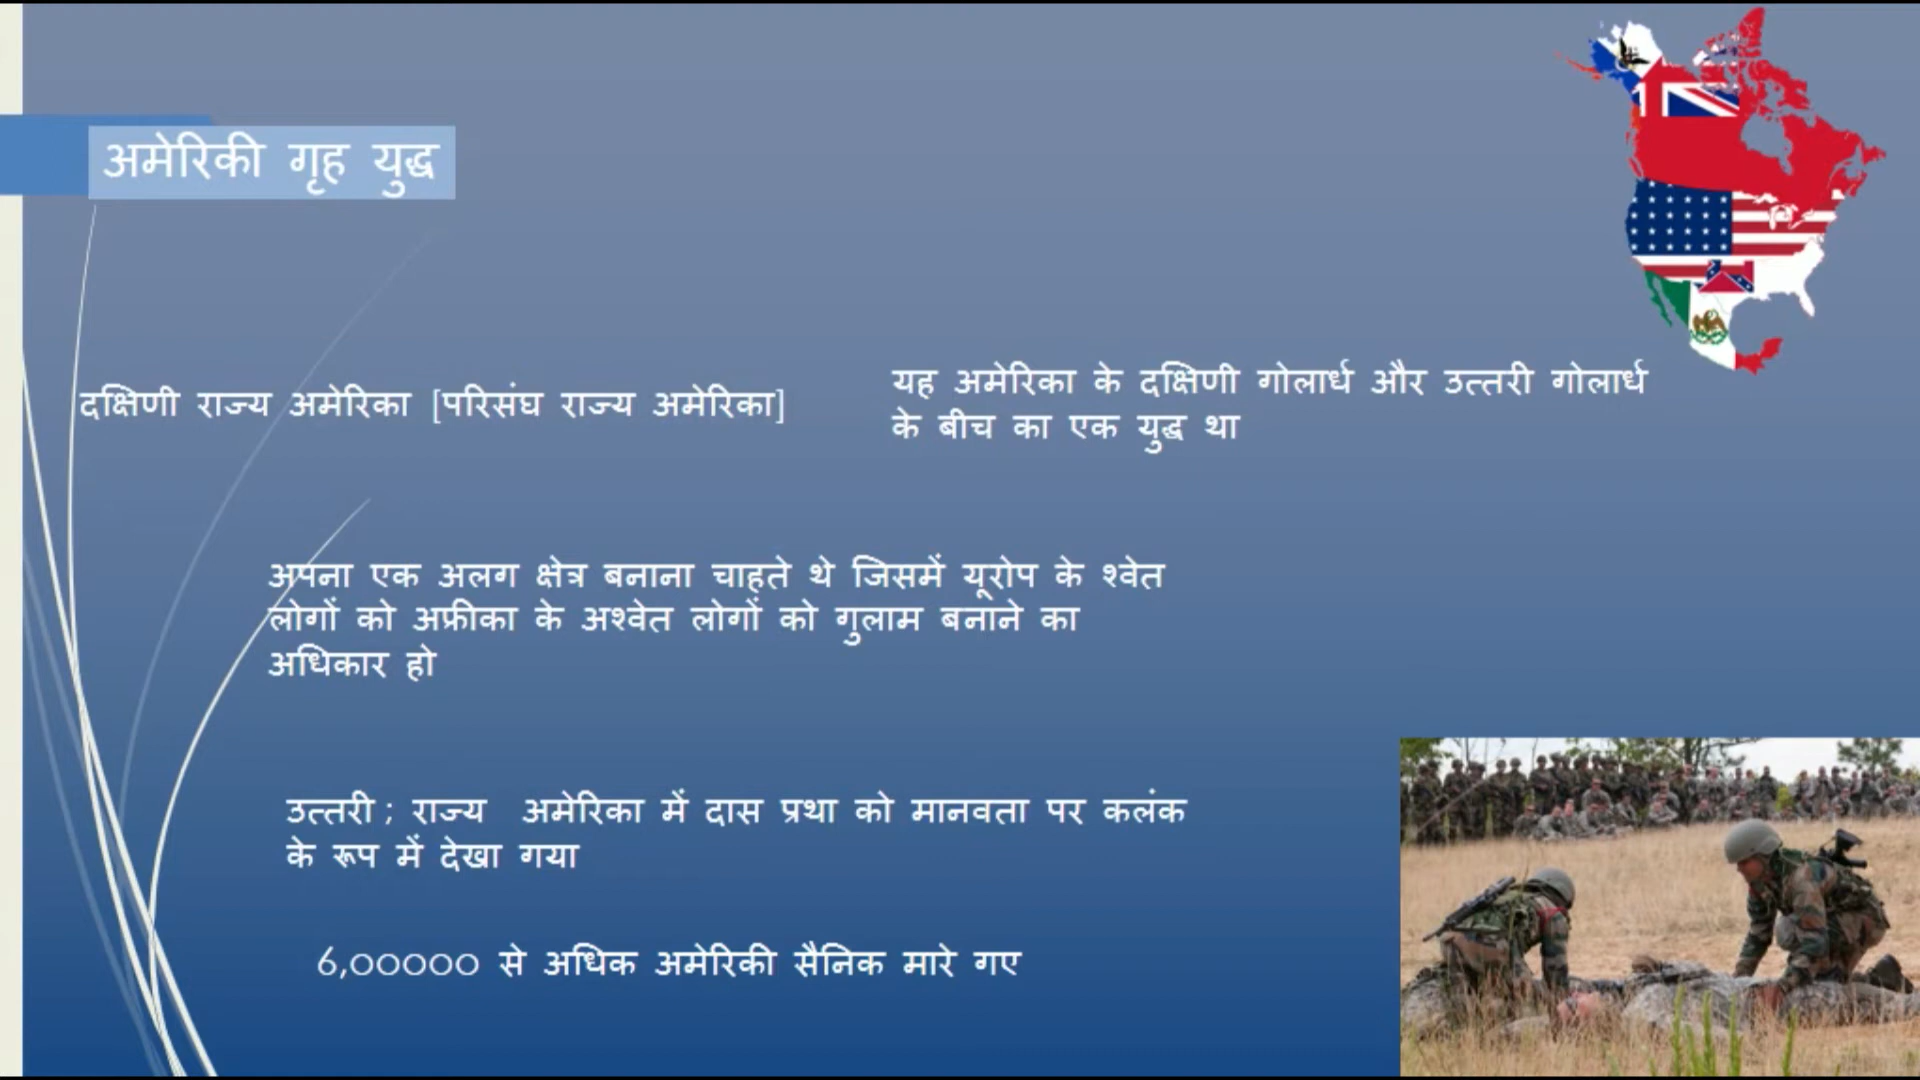 अमेरिकी गृह युद्ध
दक्षिणी राज्य अमेरिका [परिसंघ राज्य अमेरिका]
यह अमेरिका के दक्षिणी गोलार्ध और उत्तरी गोलार्ध
के बीच का एक युद्ध था
अपना एक अलग क्षेत्र बनाना चाहते थे जिसमें यूरोप के श्वेत
लोगों को अफ्रीका के अश्वेत लोगों को गुलाम बनाने का
अधिकार हो
उत्तरी ; राज्य अमेरिका में दास प्रथा को मानवता पर कलंक
के रूप में देखा गया
6,00000 से अधिक अमेरिकी सैनिक मारे गए